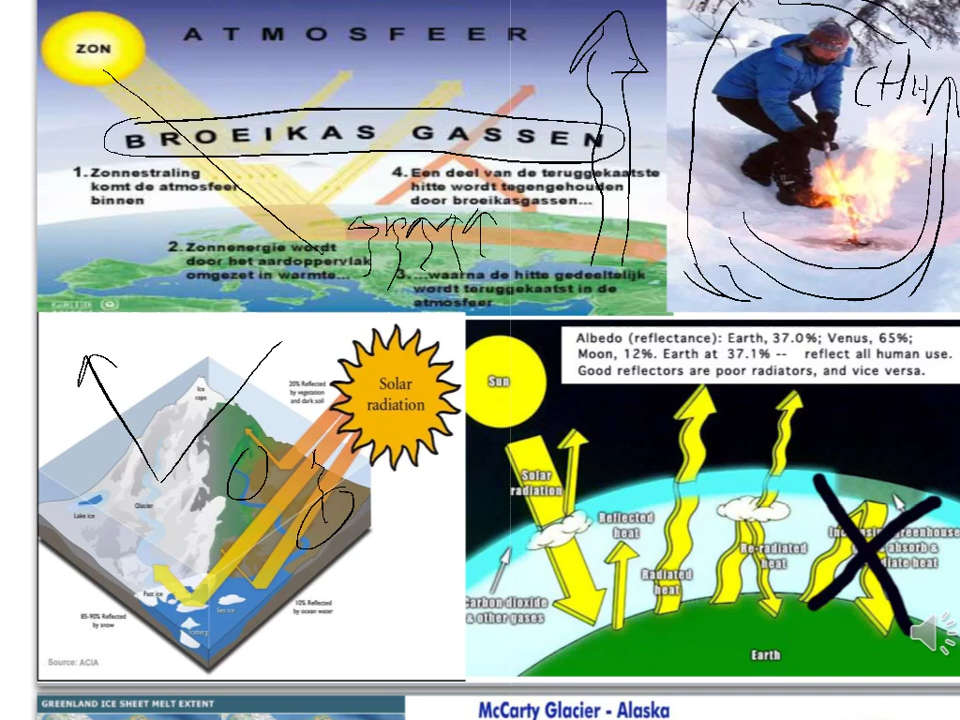 ZON
ATMOSFEER
BROEIKAS GASSEN
1. Zonnestraling
komt de atmosfeer
binnen
4. Een deel van de teruggekaatste
hitte wordt tegengehouden
door broeikasgassen...
2. Zonnenergie wordt
door het aardoppervlak
omgezet in warmte...
3. ...waarna de hitte gedeeltelijk
wordt teruggekaatst in de
atmosfeer
CH4
Solar
radiation
20% Reflected
by vegetation
and dark soil
Ice
caps
Glacier
Lake ice
Fast ice
Sea ice
Iceberg
85-90% Reflected
by snow
10% Reflected
by ocean water
Source: ACIA
Albedo (reflectance): Earth, 37.0%; Venus, 65%;
Moon, 12%. Earth at 37.1% -- reflect all human use.
Good reflectors are poor radiators, and vice versa.
Sun
Solar
radiation
Reflected
heat
Radiated
heat
Re-radiated
heat
greenhouse
absorb &
heat
Carbon dioxide
& other gases
Earth
GREENLAND ICE SHEET MELT EXTENT
McCarty Glacier - Alaska